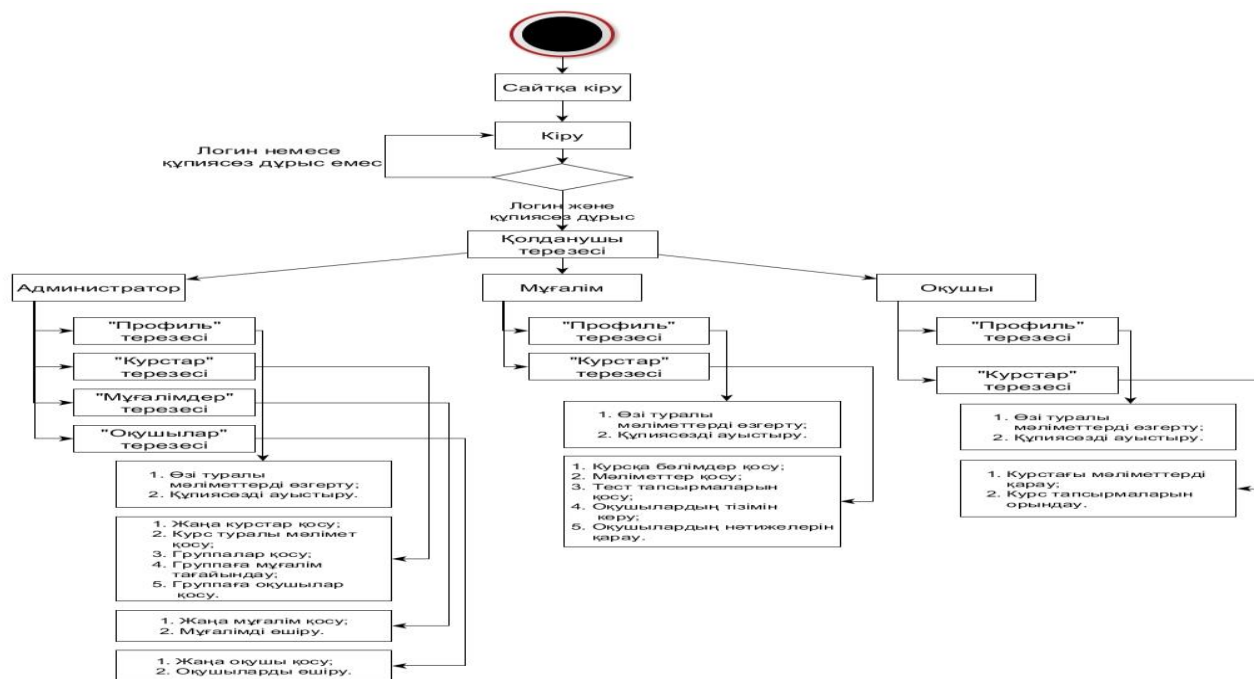 Сайтқа кіру
Кіру
Логин немесе
құпиясөз дұрыс емес
Логин және
құпиясөз дұрыс
Қолданушы
терезесі
Администратор
"Профиль"
терезесі
"Курстар"
терезесі
"Мұғалімдер"
терезесі
"Оқушылар"
терезесі
1. Өзі туралы
мәліметтерді өзгерту;
2. Құпиясөзді ауыстыру.
1. Жаңа курстар қосу;
2. Курс туралы мәлімет
қосу;
3. Группалар қосу;
4. Группаға мұғалім
тағайындау;
5. Группаға оқушылар
қосу.
1. Жаңа мұғалім қосу;
2. Мұғалімді өшіру.
1. Жаңа оқушы қосу;
2. Оқушыларды өшіру.
Мұғалім
"Профиль"
терезесі
"Курстар"
терезесі
1. Өзі туралы
мәліметтерді өзгерту;
2. Құпиясөзді ауыстыру.
1. Курсқа бөлімдер қосу;
2. Мәліметтер қосу;
3. Тест тапсырмаларын
қосу;
4. Оқушылардың тізімін
көру;
5. Оқушылардың нәтижелерін
қарау.
Оқушы
"Профиль"
терезесі
"Курстар"
терезесі
1. Өзі туралы
мәліметтерді өзгерту;
2. Құпиясөзді ауыстыру.
1. Курстағы мәліметтерді
қарау;
2. Курс тапсырмаларын
орындау.